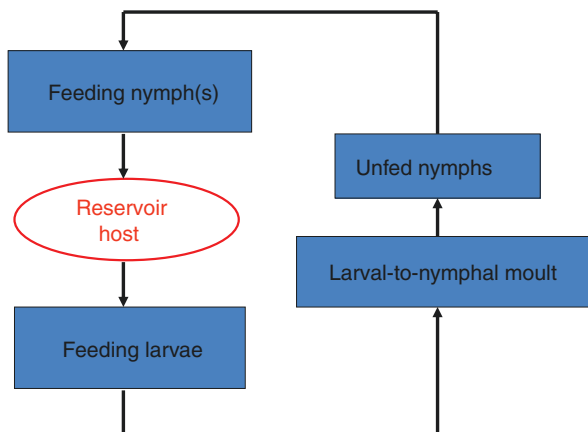 Feeding nymph(s)
Reservoir
host
Feeding larvae
Unfed nymphs
Larval-to-nymphal moult